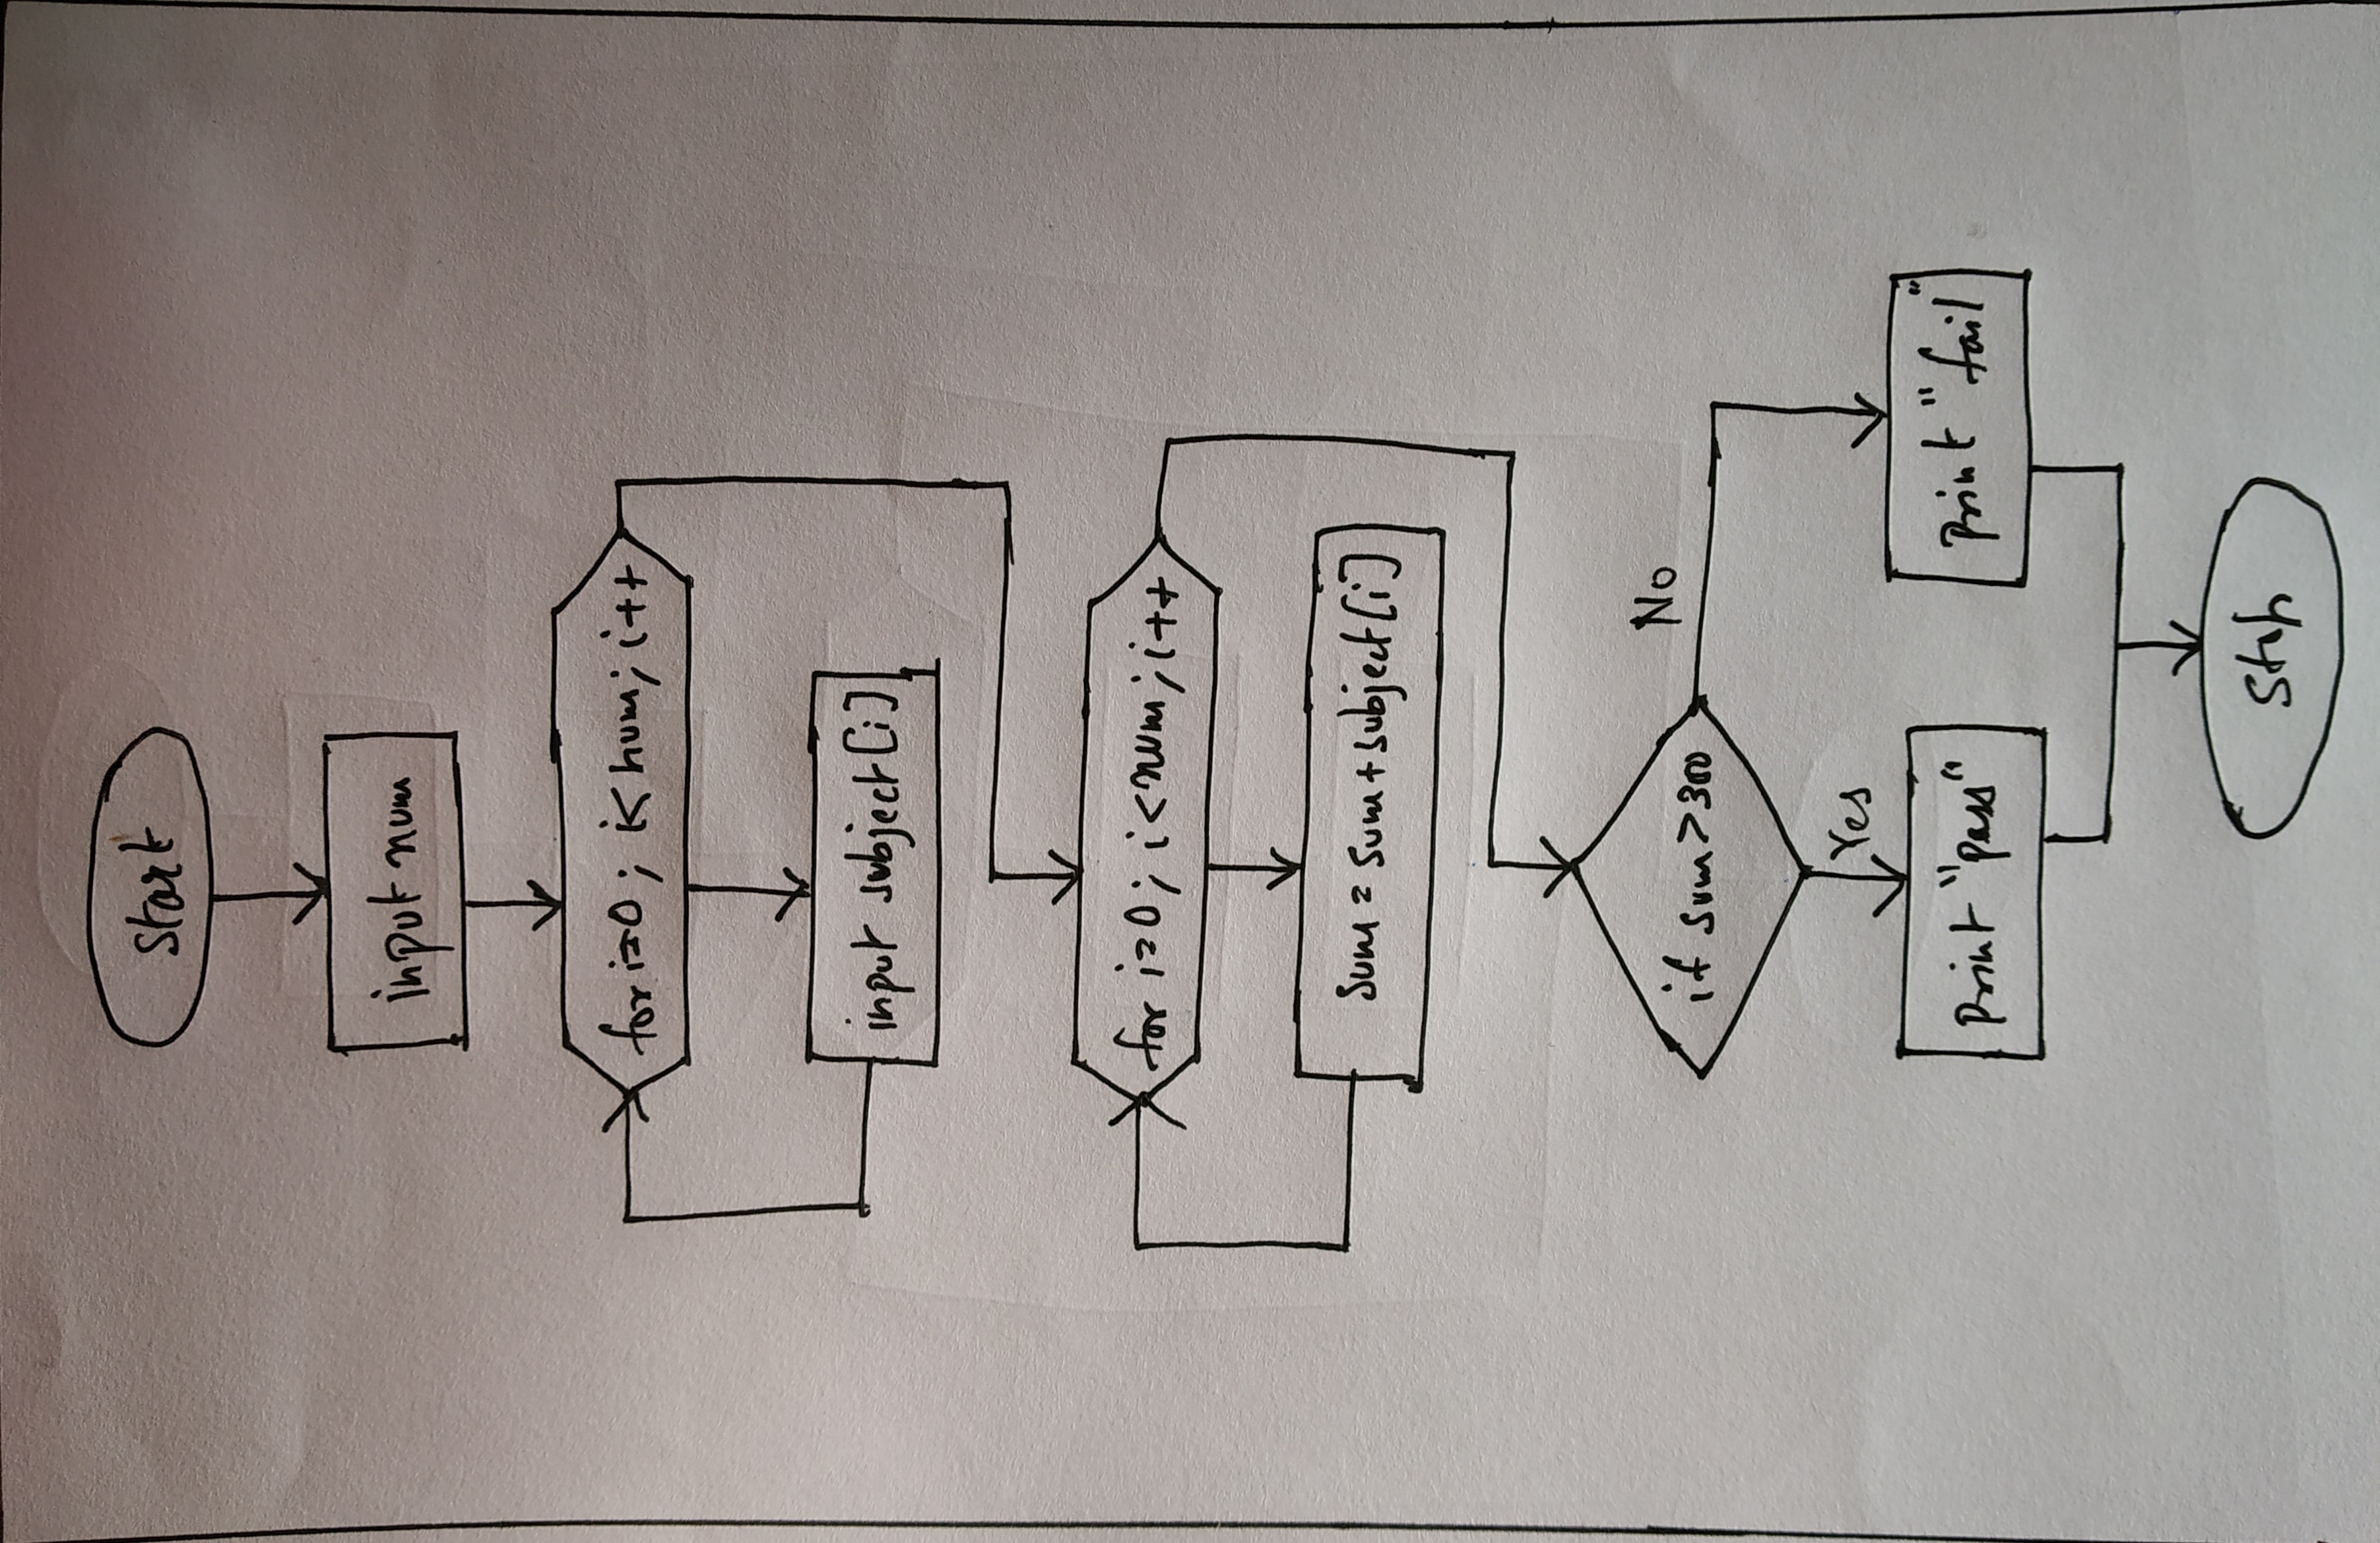 start
input num
for i=0; i<num; i++
input subject[i]
for i=0; i<num; i++
sum = sum+subject[i]
if sum>300
No
Yes
print "pass"
print "fail"
stop